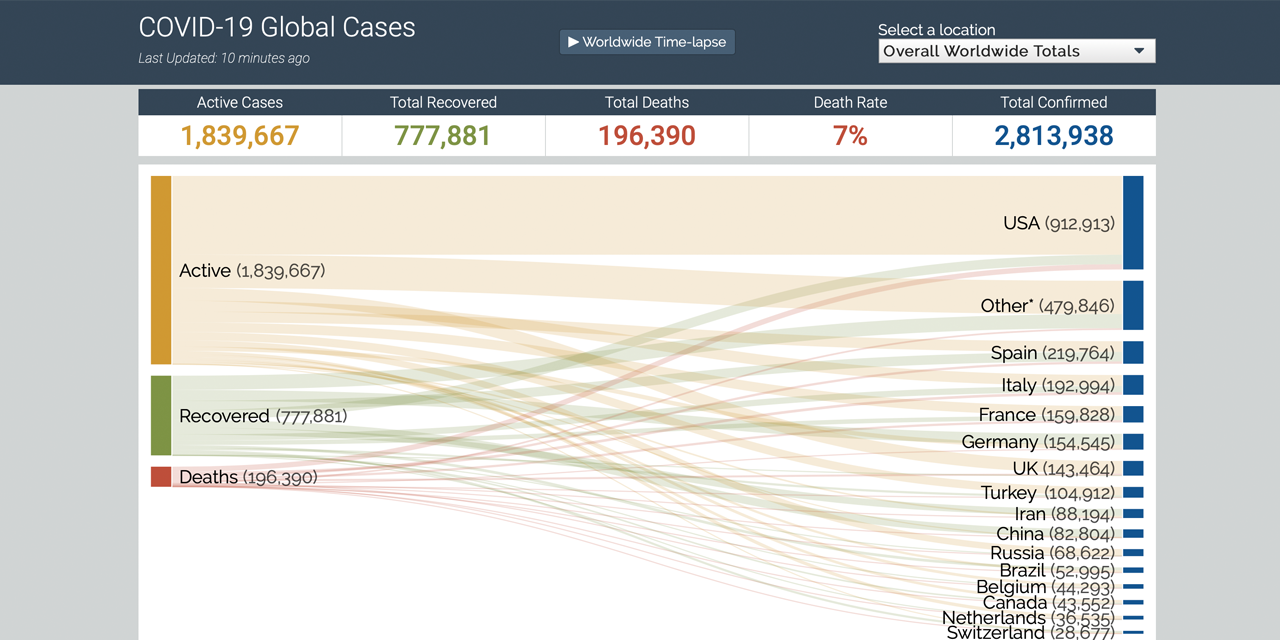 COVID-19 Global Cases
Last Updated: 10 minutes ago
▶ Worldwide Time-lapse
Select a location
Overall Worldwide Totals
Active Cases Total Recovered Total Deaths Death Rate Total Confirmed
1,839,667 777,881 196,390 7% 2,813,938
USA (912,913)
Active (1,839,667)
Other* (479,846)
Spain (219,764)
Italy (192,994)
Recovered (777,881)
France (159,828)
Germany (154,545)
UK (143,464)
Deaths (196,390)
Turkey (104,912)
Iran (88,194)
China (82,804)
Russia (68,622)
Brazil (52,995)
Belgium (44,293)
Canada (43,552)
Netherlands (36,535)
Switzerland (28,677)